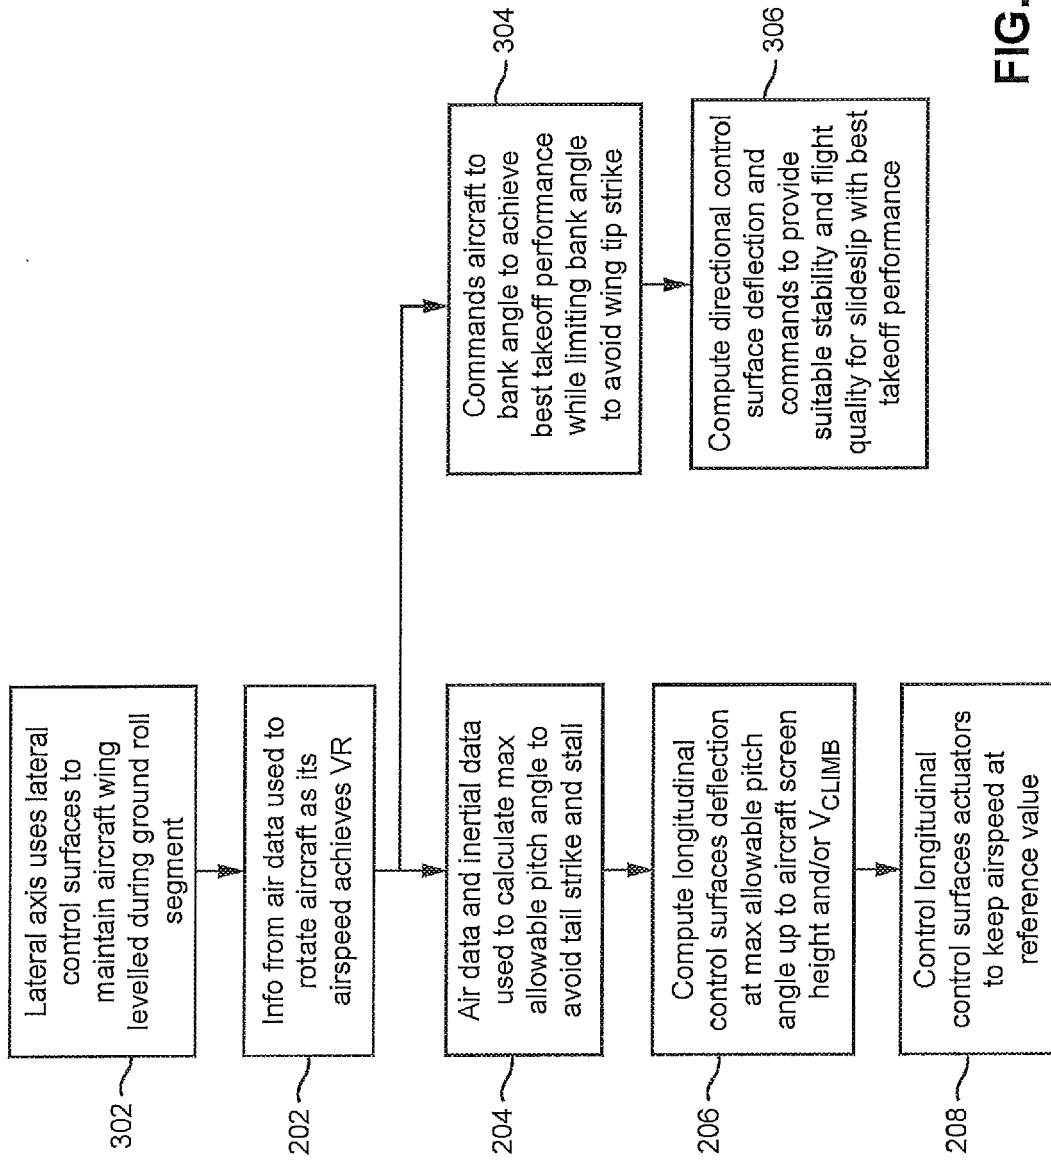 302
Lateral axis uses lateral
control surfaces to
maintain aircraft wing
levelled during ground roll
segment
202
Info from air data used to
rotate aircraft as its
airspeed achieves VR
204
Air data and inertial data
used to calculate max
allowable pitch angle to
avoid tail strike and stall
206
Compute longitudinal
control surfaces deflection
at max allowable pitch
angle up to aircraft screen
height and/or VCLIMB
208
Control longitudinal
control surfaces actuators
to keep airspeed at
reference value
304
Commands aircraft to
bank angle to achieve
best takeoff performance
while limiting bank angle
to avoid wing tip strike
306
Compute directional control
surface deflection and
commands to provide
suitable stability and flight
quality for slideslip with best
takeoff performance
FIG.